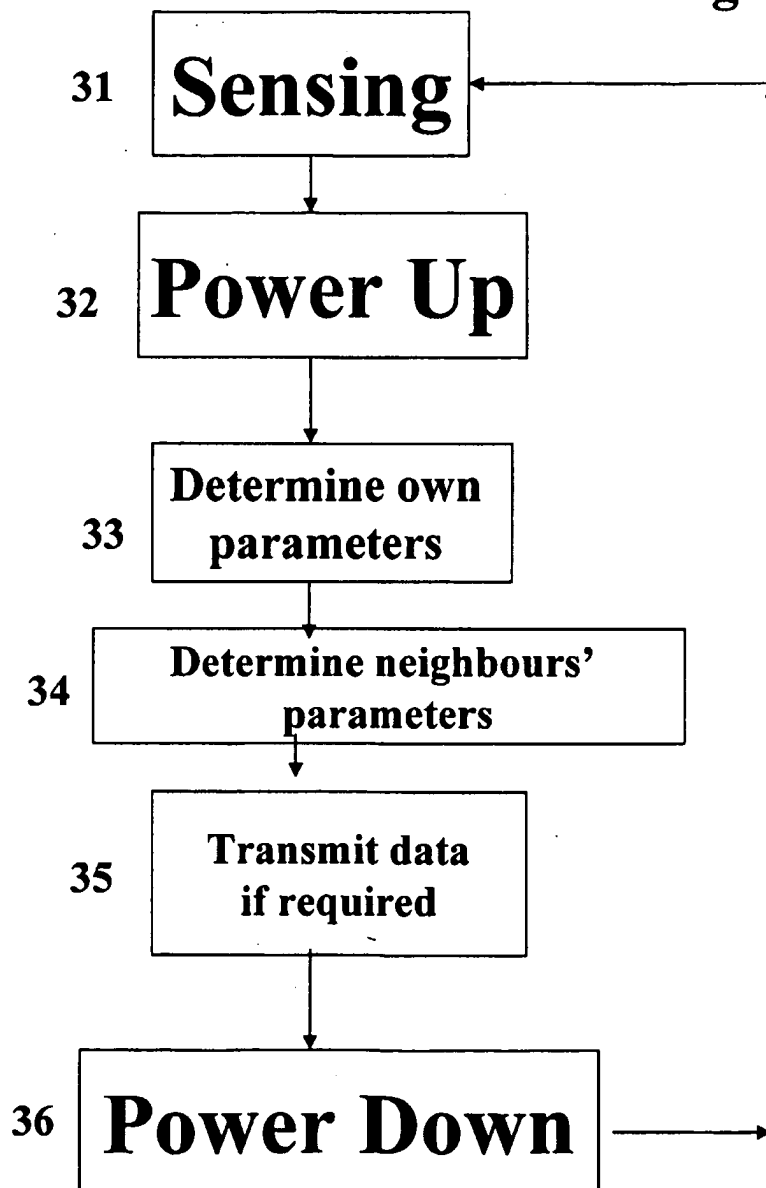 31
Sensing
32
Power Up
33
Determine own
parameters
34
Determine neighbours’
parameters
35
Transmit data
if required
36
Power Down